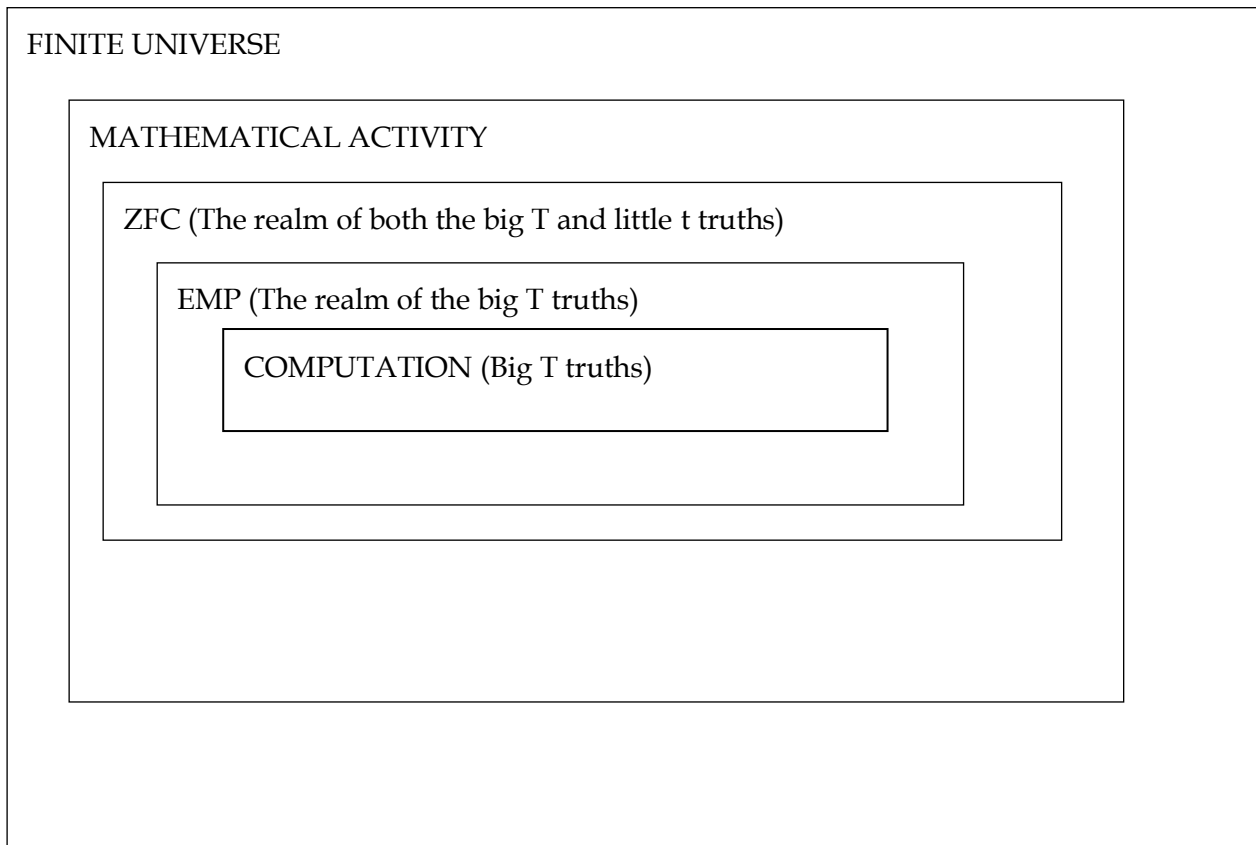 FINITE UNIVERSE
MATHEMATICAL ACTIVITY
ZFC (The realm of both the big T and little t truths)
EMP (The realm of the big T truths)
COMPUTATION (Big T truths)